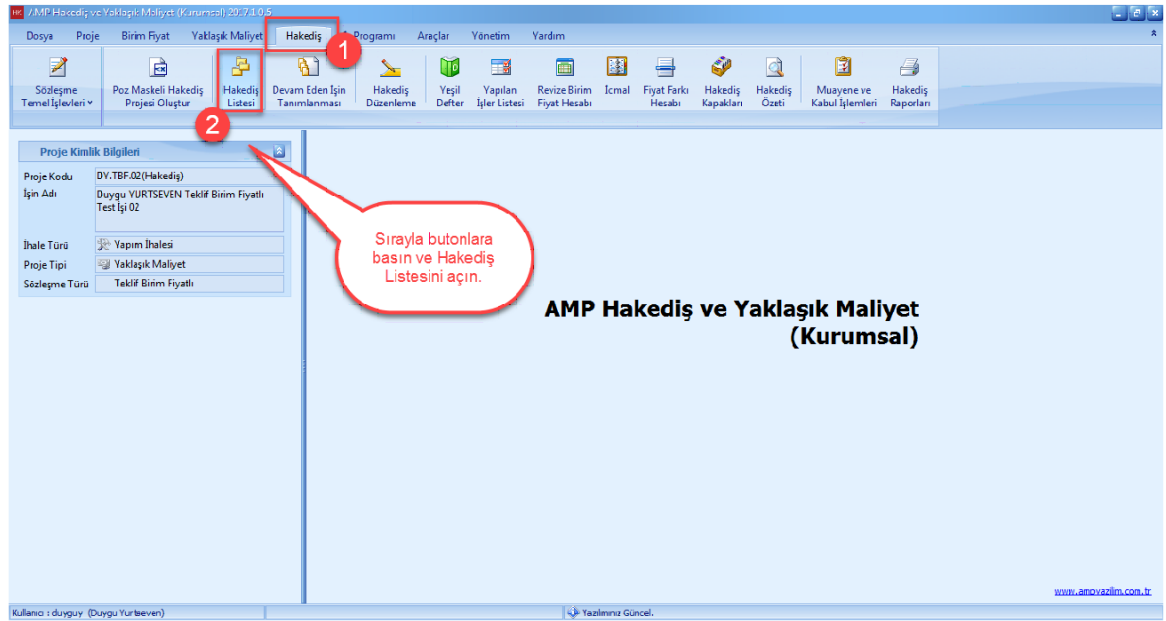 HK AMP Hakediş ve Yaklaşık Maliyet (Kurumsal) 2017.1.0.5
Dosya Proje Birim Fiyat Yaklaşık Maliyet Hakediş Programı Araçlar Yönetim Yardım
1
Sözleşme
Temel İşlevleri
Poz Maskeli Hakediş
Projesi Oluştur
Hakediş
Listesi
Devam Eden İşin
Tanımlanması
Hakediş
Düzenleme
Yeşil
Defter
Yapılan
İşler Listesi
Revize Birim
Fiyat Hesabı
İcmal
Fiyat Farkı
Hesabı
Hakediş
Kapakları
Hakediş
Özeti
Muayene ve
Kabul İşlemleri
Hakediş
Raporları
2
Proje Kimlik Bilgileri
Proje Kodu DY.TBF.02(Hakediş)
İşin Adı Duygu YURTSEVEN Teklif Birim Fiyatlı
Test İşi 02
İhale Türü Yapım İhalesi
Proje Tipi Yaklaşık Maliyet
Sözleşme Türü Teklif Birim Fiyatlı
Sırayla butonlara
basın ve Hakediş
Listesini açın.
AMP Hakediş ve Yaklaşık Maliyet
(Kurumsal)
www.ampyazilim.com.tr
Kullanıcı : duyguy (Duygu Yurtseven) Yazılımınız Güncel.